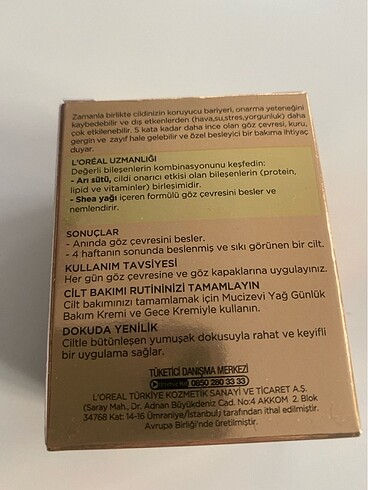 Zamanla birlikte cildinizin koruyucu bariyeri, onarma yeteneğini
kaybedebilir ve dış etkenlerden (hava,su,stres,yorgunluk) daha
çok etkilenebilir. 5 kata kadar daha ince olan göz çevresi, kuru,
gergin ve zayıf hale gelebilir ve özel besleyici bir bakıma ihtiyaç
duyar.
L'ORÉAL UZMANLIĞI
Değerli bileşenlerin kombinasyonunu keşfedin:
- Arı sütü, cildi onarıcı etkisi olan bileşenlerin (protein,
lipid ve vitaminler) birleşimidir.
- Shea yağı içeren formülü göz çevresini besler ve
nemlendirir.
SONUÇLAR
- Anında göz çevresini besler.
- 4 haftanın sonunda beslenmiş ve sıkı görünen bir cilt.
KULLANIM TAVSİYESİ
Her gün göz çevresine ve göz kapaklarına uygulayınız.
CİLT BAKIMI RUTİNİNİZİ TAMAMLAYIN
Cilt bakımınızı tamamlamak için Mucizevi Yağ Günlük
Bakım Kremi ve Gece Kremiyle kullanın.
DOKUDA YENİLİK
Ciltle bütünleşen yumuşak dokusuyla rahat ve keyifli
bir uygulama sağlar.
TÜKETİCİ DANIŞMA MERKEZİ
0850 280 33 33
L'OREAL TÜRKİYE KOZMETİK SANAYİ VE TİCARET A.Ş.
(Saray Mah., Dr. Adnan Büyükdeniz Cad. No:4 AKKOM 2. Blok
34768 Kat: 14-16 Ümraniye/İstanbul) tarafından ithal edilmiştir.
Avrupa Birliği'nde üretilmiştir.